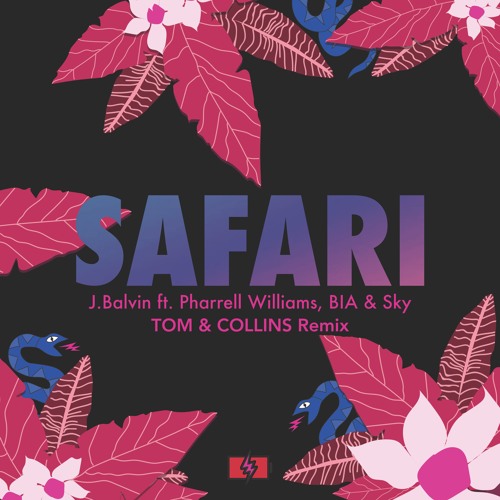 SAFARI
J.Balvin ft. Pharrell Williams, BIA & Sky
TOM & COLLINS Remix